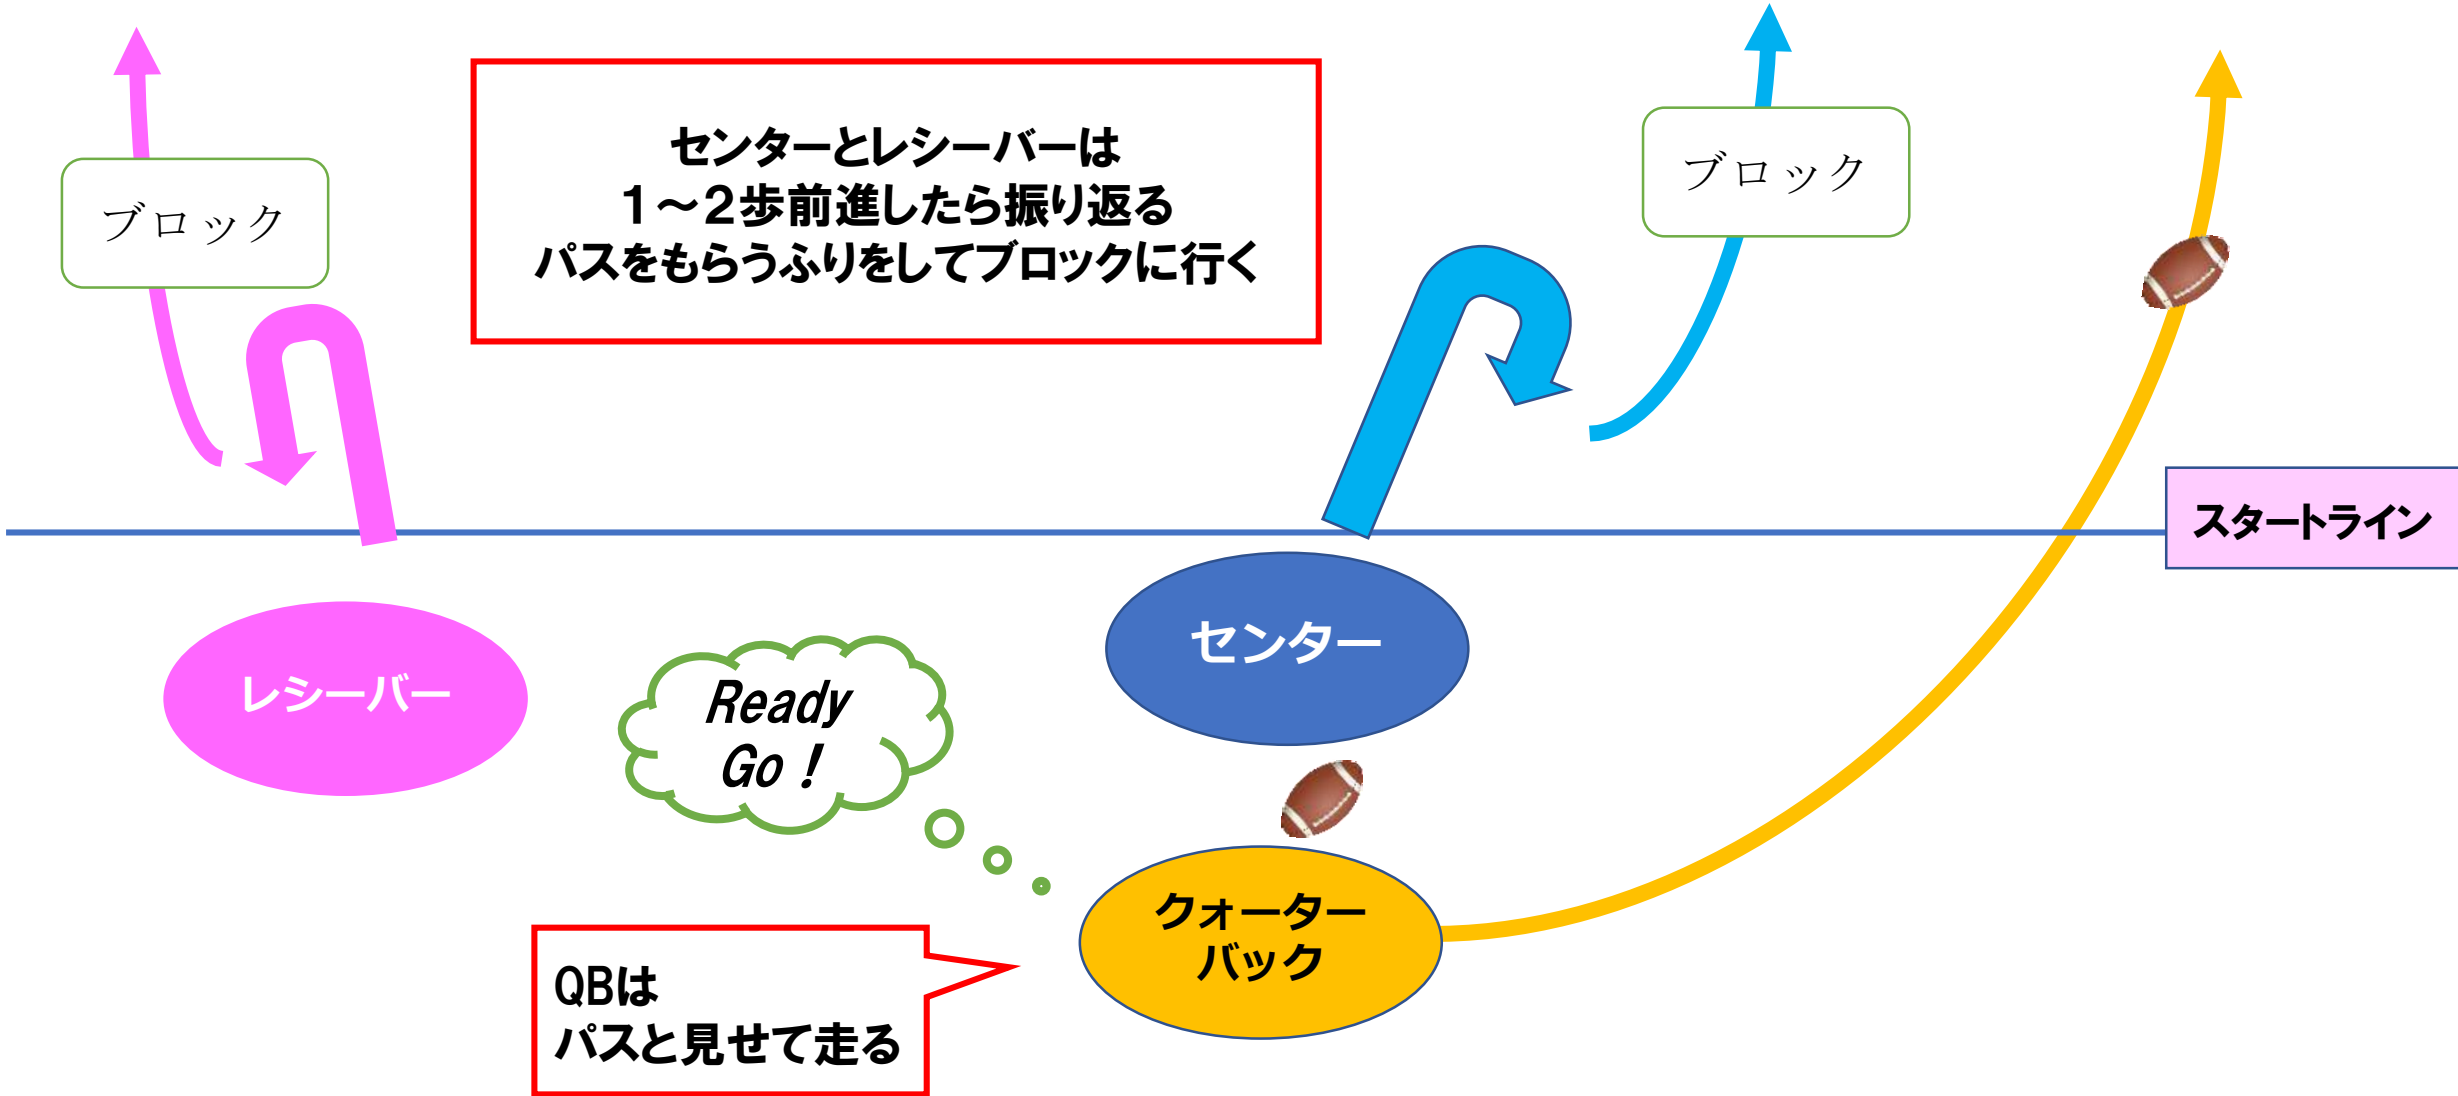 センターとレシーバーは
１～２歩前進したら振り返る
パスをもらうふりをしてブロックに行く
ブロック
ブロック
スタートライン
センター
レシーバー
Ready
Go！
クォーター
バック
QBは
パスと見せて走る